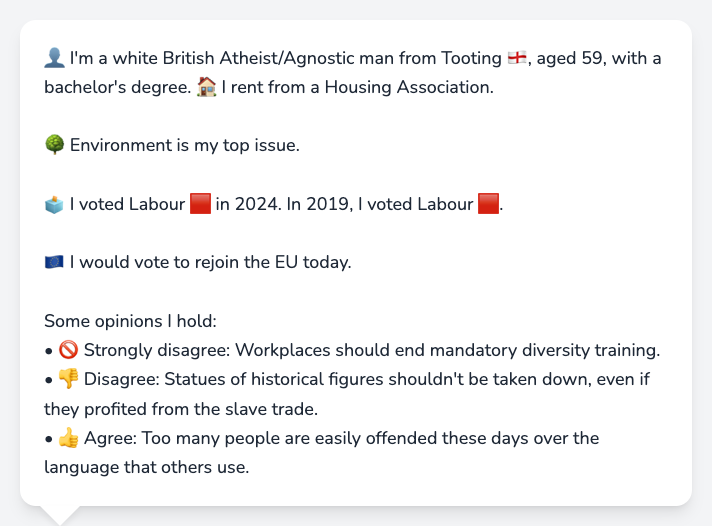 👤 I'm a white British Atheist/Agnostic man from Tooting 🏴󠁧󠁢󠁥󠁮󠁧󠁿, aged 59, with a
bachelor's degree. 🏠 I rent from a Housing Association.
🌳 Environment is my top issue.
🗳️ I voted Labour 🟥 in 2024. In 2019, I voted Labour 🟥.
🇪🇺 I would vote to rejoin the EU today.
Some opinions I hold:
• 🚫 Strongly disagree: Workplaces should end mandatory diversity training.
• 👎 Disagree: Statues of historical figures shouldn't be taken down, even if
they profited from the slave trade.
• 👍 Agree: Too many people are easily offended these days over the
language that others use.